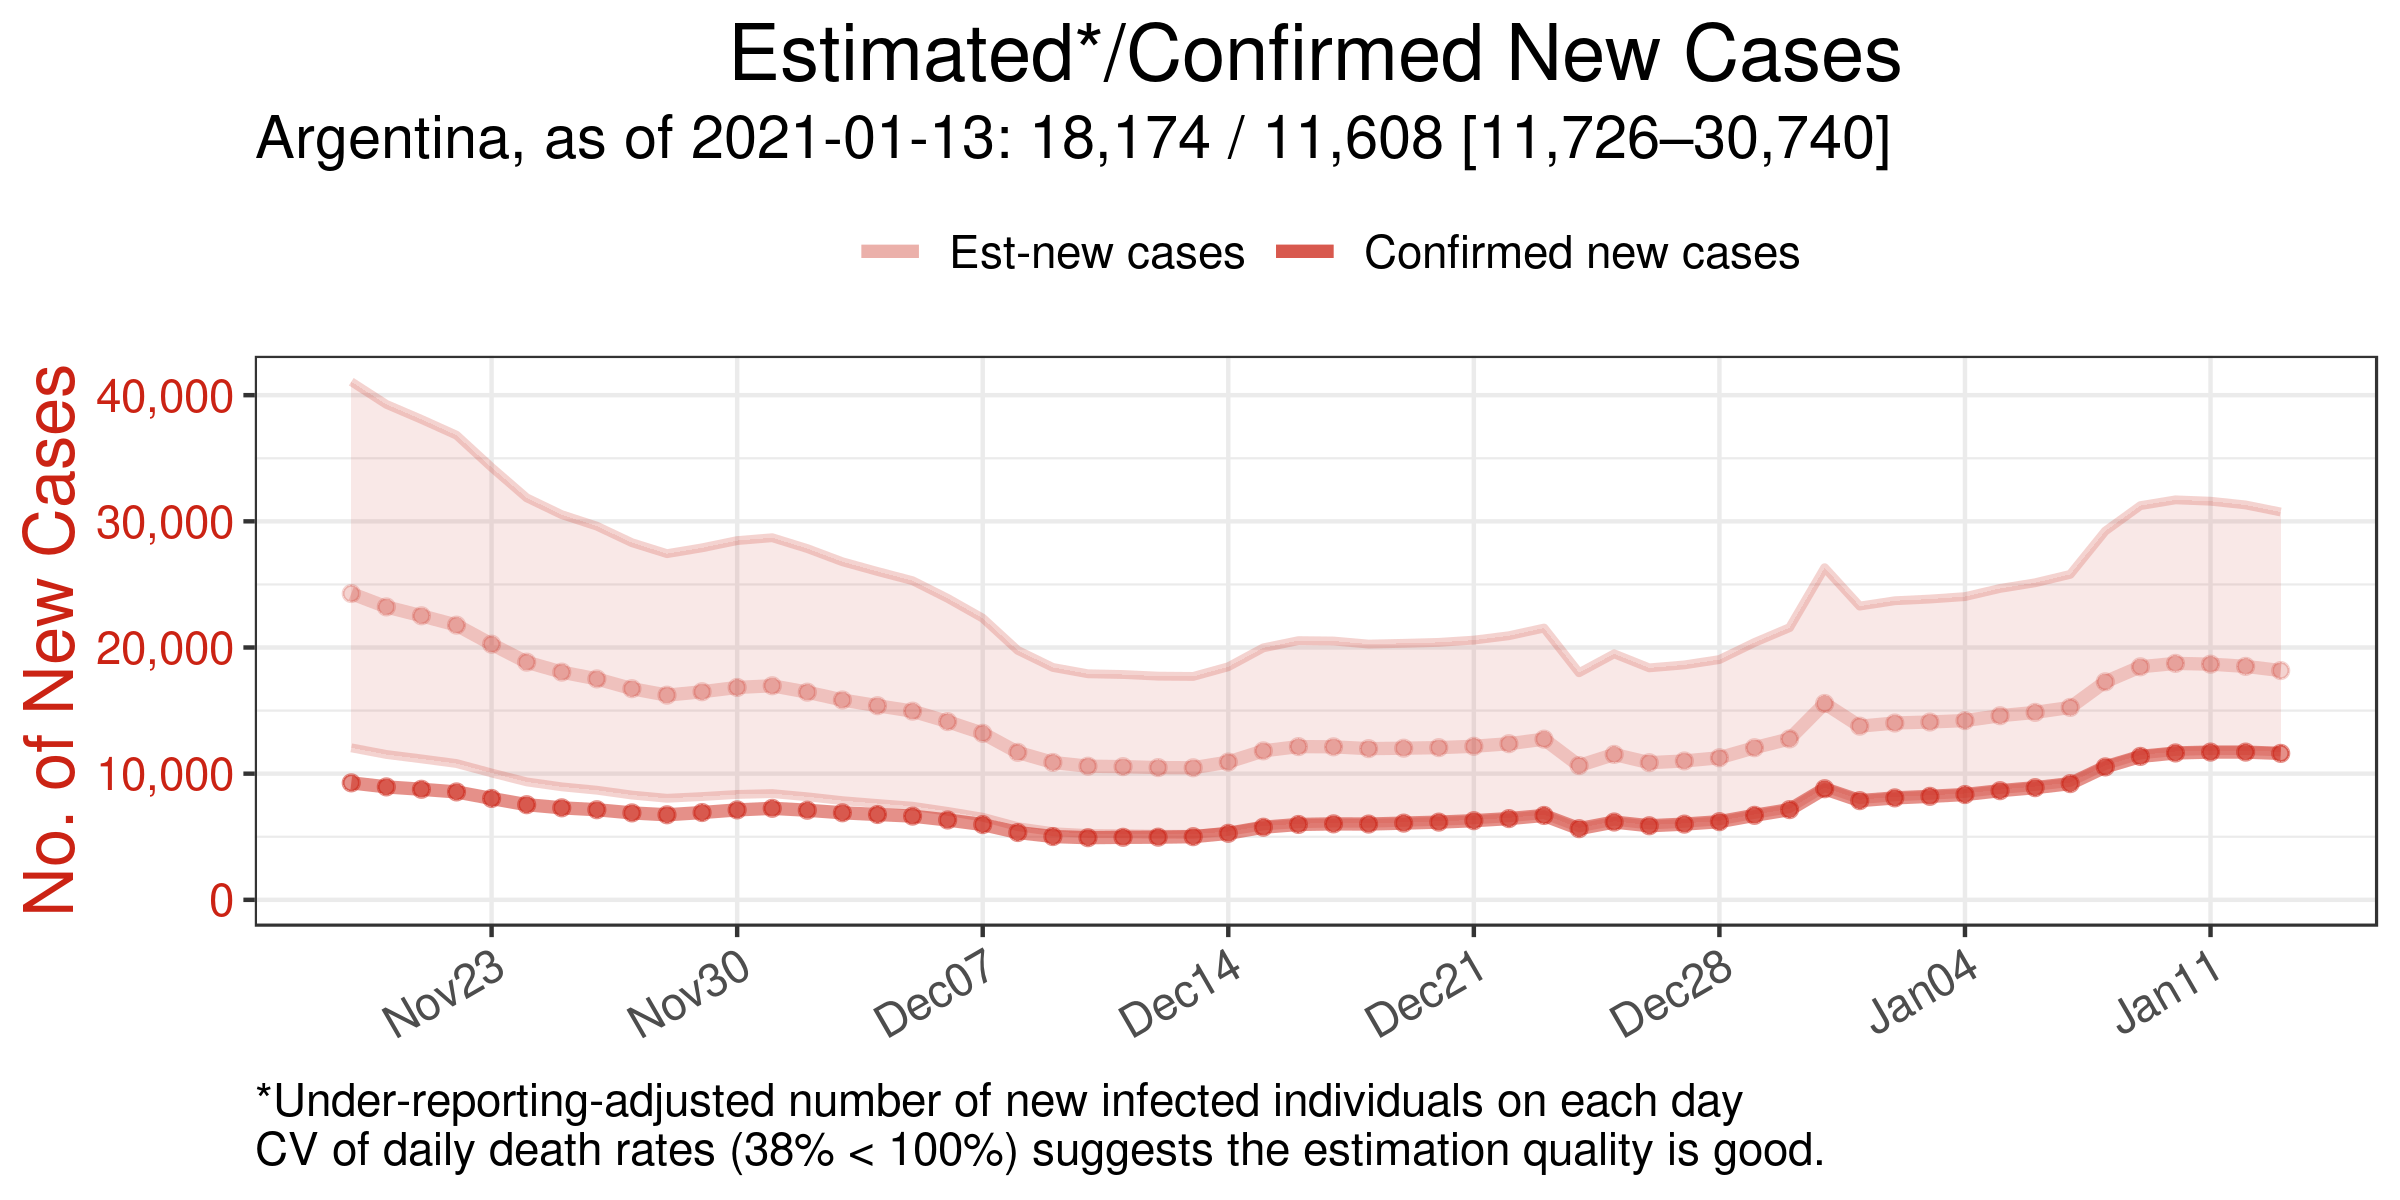 Estimated*/Confirmed New Cases
Argentina, as of 2021-01-13: 18,174 / 11,608 [11,726–30,740]
Est-new cases
Confirmed new cases
No. of New Cases
40,000
30,000
20,000
10,000
0
Nov23
Nov30
Dec07
Dec14
Dec21
Dec28
Jan04
Jan11
*Under-reporting-adjusted number of new infected individuals on each day
CV of daily death rates (38% < 100%) suggests the estimation quality is good.